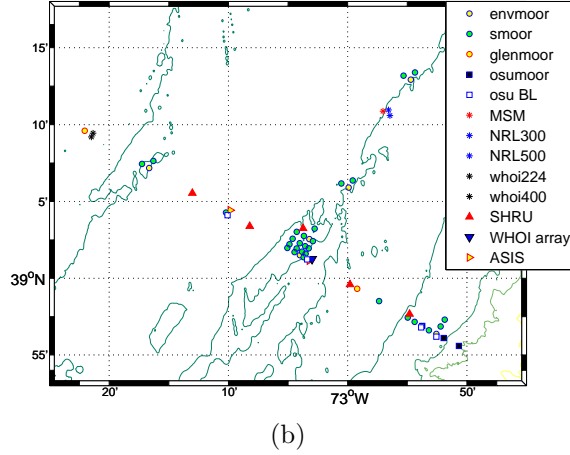 envmoor
smoor
glenmoor
osumoor
osu BL
MSM
NRL300
NRL500
whoi224
whoi400
SHRU
WHOI array
ASIS
15'
10'
5'
39°N
55'
20'
10'
73°W
50'
(b)